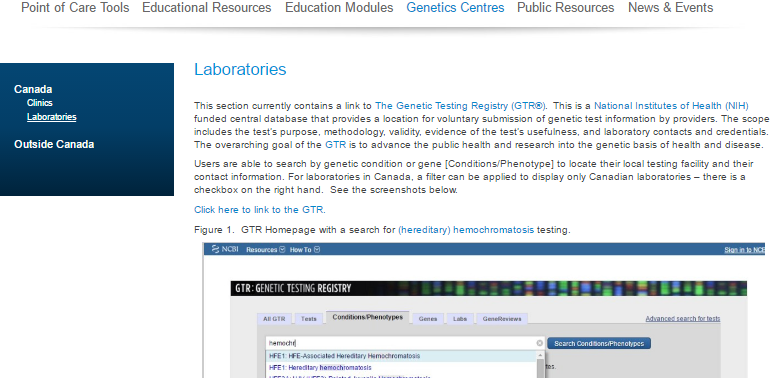 Point of Care Tools Educational Resources Education Modules Genetics Centres Public Resources News & Events
Canada
Clinics
Laboratories
Outside Canada
Laboratories
This section currently contains a link to The Genetic Testing Registry (GTR®). This is a National Institutes of Health (NIH)
funded central database that provides a location for voluntary submission of genetic test information by providers. The scope
includes the test's purpose, methodology, validity, evidence of the test's usefulness, and laboratory contacts and credentials.
The overarching goal of the GTR is to advance the public health and research into the genetic basis of health and disease.
Users are able to search by genetic condition or gene [Conditions/Phenotype] to locate their local testing facility and their
contact information. For laboratories in Canada, a filter can be applied to display only Canadian laboratories – there is a
checkbox on the right hand. See the screenshots below.
Click here to link to the GTR.
Figure 1. GTR Homepage with a search for (hereditary) hemochromatosis testing.
NCBI Resources How To Sign in to NCB
GTR: GENETIC TESTING REGISTRY
All GTR Tests Conditions/Phenotypes Genes Labs GeneReviews Advanced search for tests
hemochr Search Conditions/Phenotypes
HFE1: HFE-Associated Hereditary Hemochromatosis
HFE1: Hereditary hemochromatosis tes.